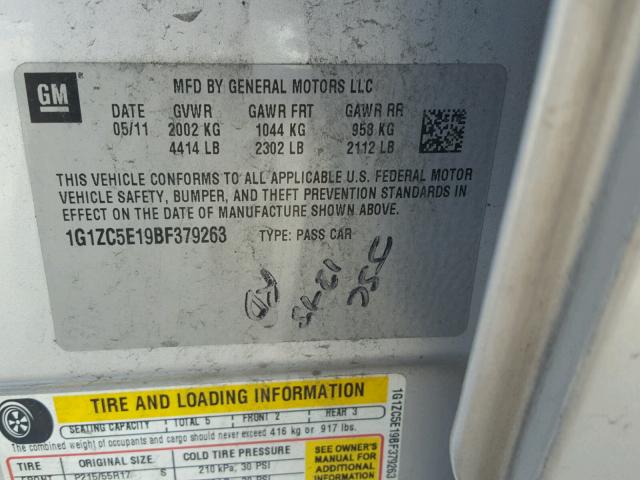 GM
MFD BY GENERAL MOTORS LLC
DATE GVWR GAWR FRT GAWR RR
05/11 2002 KG 1044 KG 958 KG
4414 LB 2302 LB 2112 LB
THIS VEHICLE CONFORMS TO ALL APPLICABLE U.S. FEDERAL MOTOR
VEHICLE SAFETY, BUMPER, AND THEFT PREVENTION STANDARDS IN
EFFECT ON THE DATE OF MANUFACTURE SHOWN ABOVE.
1G1ZC5E19BF379263 TYPE: PASS CAR
TIRE AND LOADING INFORMATION
SEATING CAPACITY TOTAL 5 FRONT 2 REAR 3
The combined weight of occupants and cargo should never exceed 416 kg or 917 lbs.
TIRE ORIGINAL SIZE COLD TIRE PRESSURE
FRONT P215/55R17 S 210 kPa, 30 PSI
SEE OWNER'S
MANUAL FOR
ADDITIONAL
INFORMATION
1G1ZC5E19BF379263